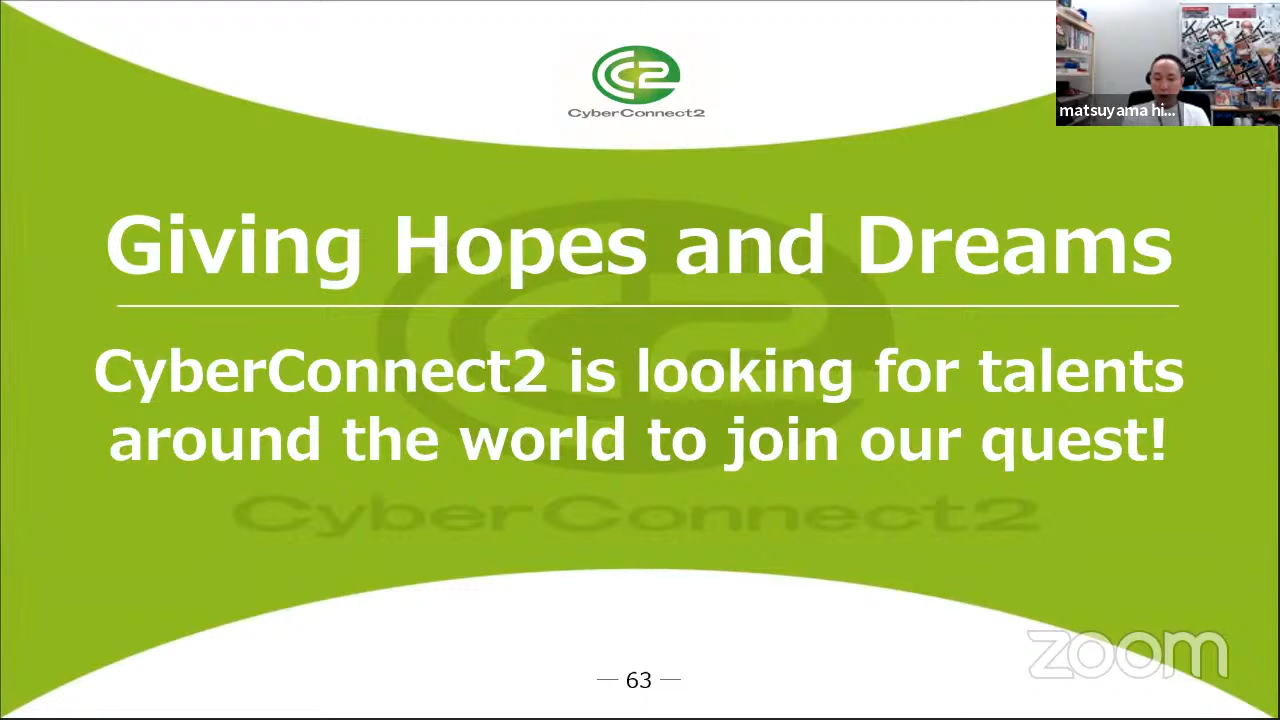 CyberConnect2
matsuyama hi...
Giving Hopes and Dreams
CyberConnect2 is looking for talents
around the world to join our quest!
CyberConnect2
zoom
63